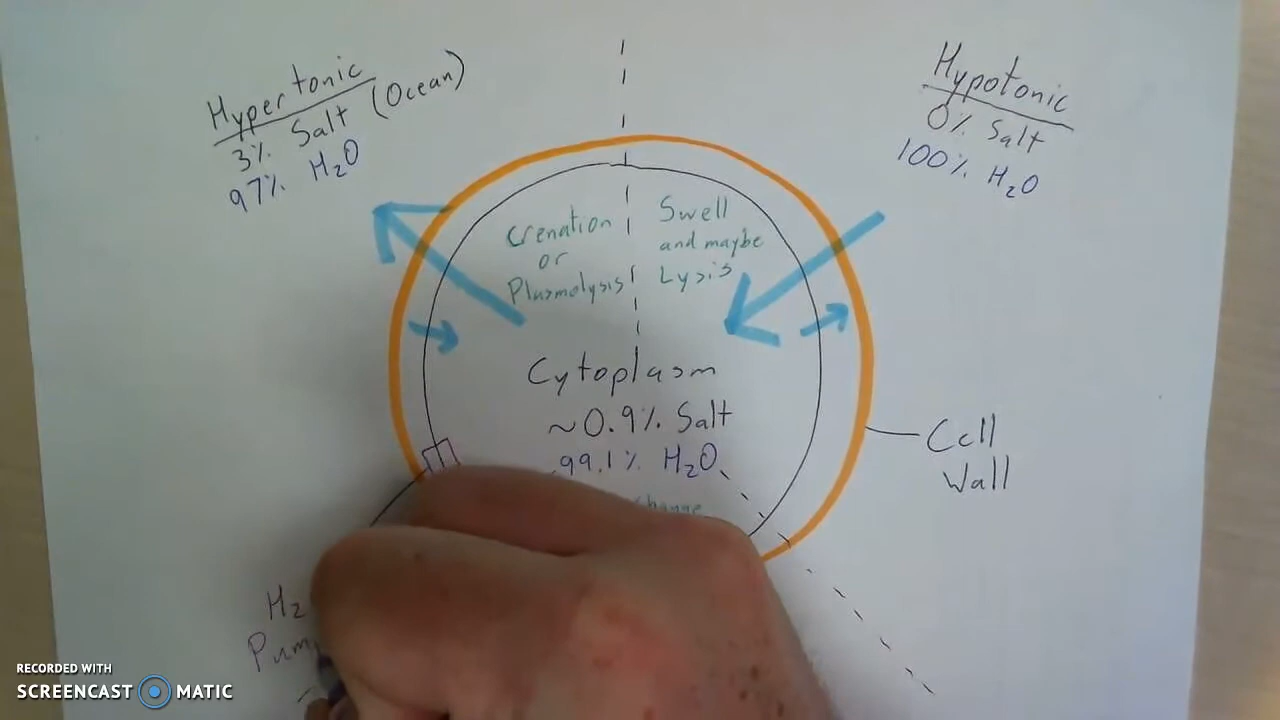 Hypertonic
3% Salt (Ocean)
97% H₂O
Hypotonic
0% Salt
100% H₂O
Crenation
or
Plasmolysis
Swell
and maybe
Lysis
Cytoplasm
~0.9% Salt
99.1% H₂O
Cell
Wall
RECORDED WITH
SCREENCAST MATIC